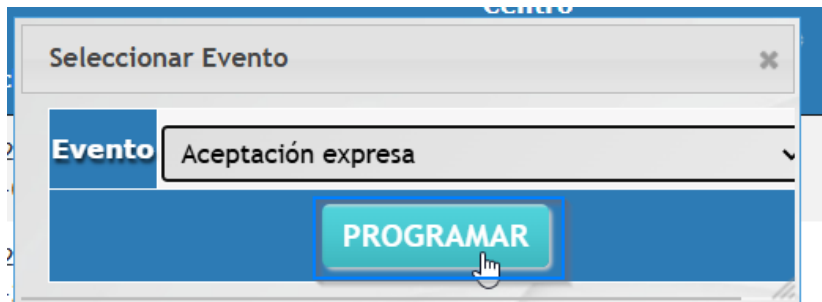 Centro
Seleccionar Evento
Evento
Aceptación expresa
PROGRAMAR